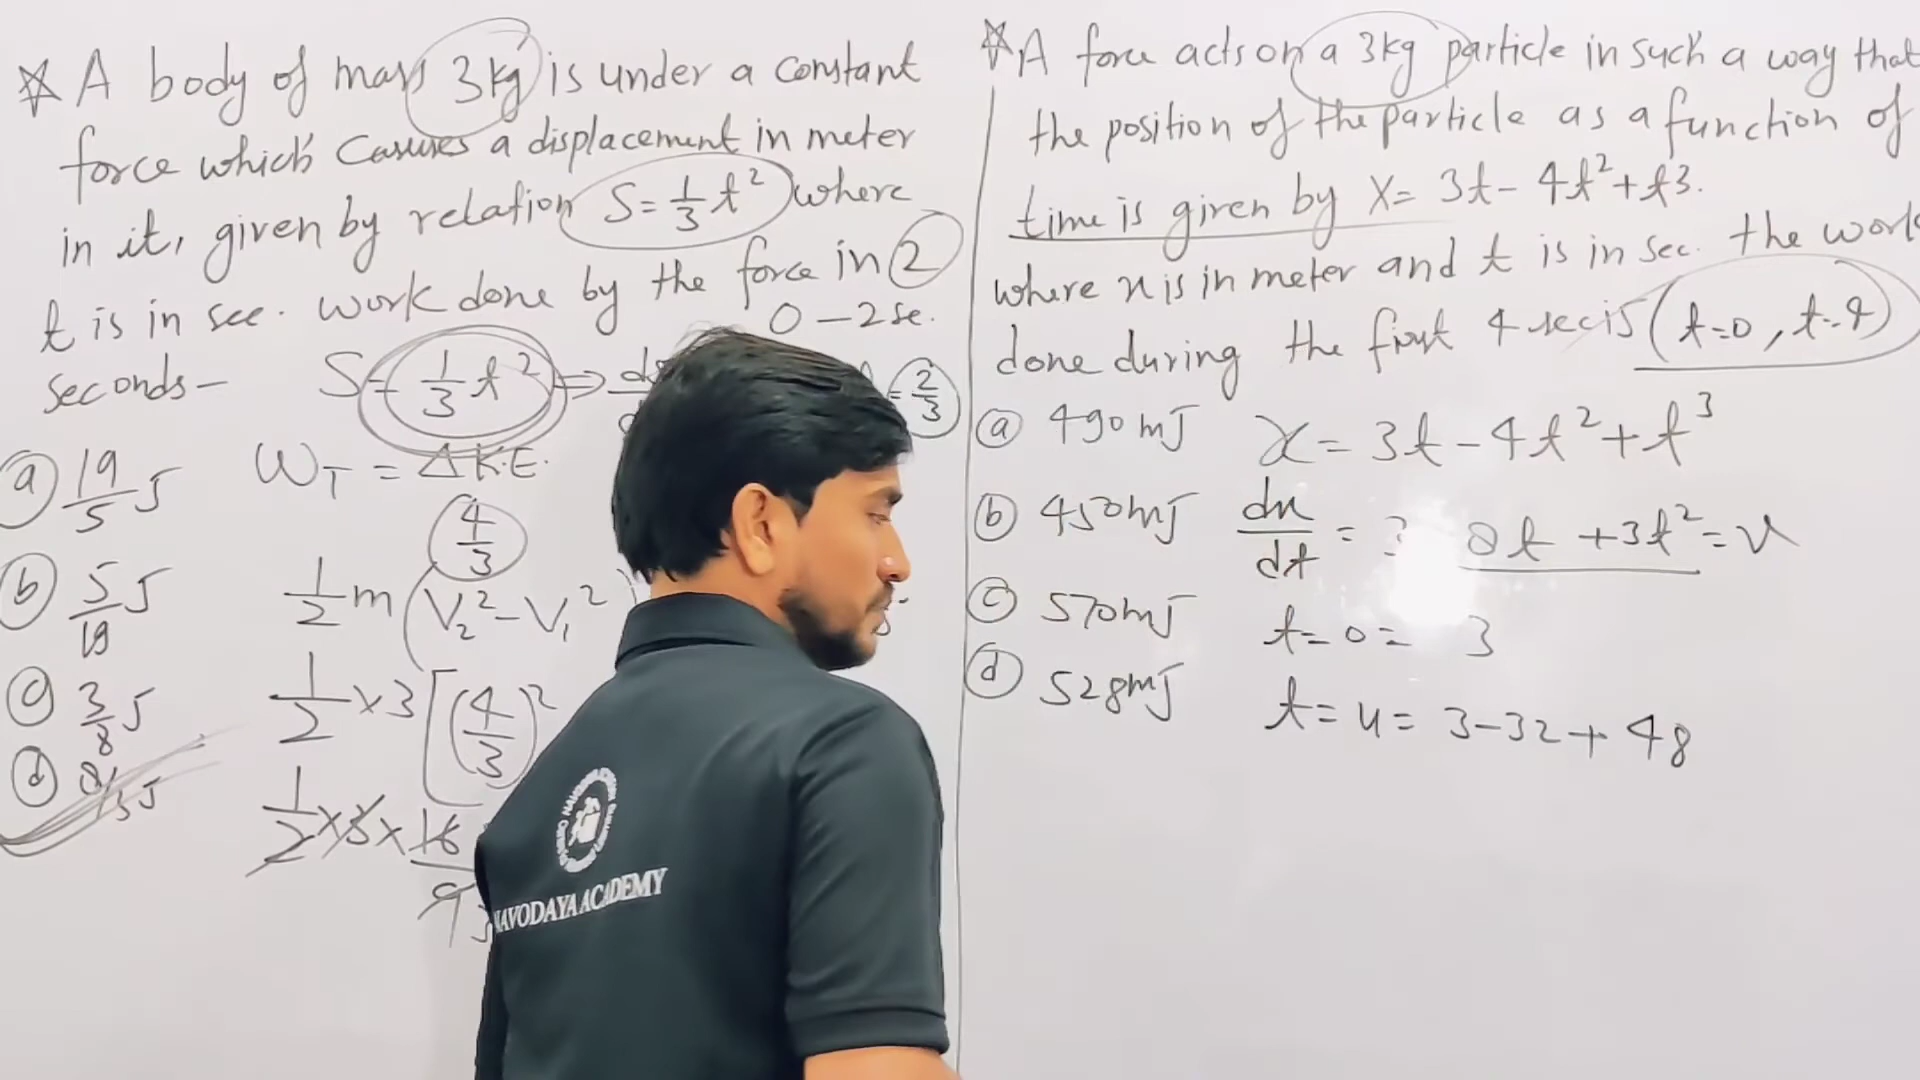 A body of mass 3kg is under a constant
force which Causes a displacement in meter
in it, given by relation S = 1/3 t² where
t is in sec. work done by the force in 2
0 – 2 se.
seconds –
S = 1/3 t² ⇒
= 2/3
(a) 19/5 J
W_T = Δ K.E.
4/3
(b) 5/19 J
1/2 m (V₂² – V₁²)
(c) 3/8 J
1/2 × 3 [(4/3)²
(d) 8/3 J
1/2 × 3 × 16/9
NAVODAYA ACADEMY
A force acts on a 3kg particle in such a way that
the position of the particle as a function of
time is given by X = 3t – 4t² + t3.
where x is in meter and t is in sec. the work
done during the first 4 sec is (t=0, t=4)
(a) 490 mJ
x = 3t – 4t² + t³
(b) 450 mJ
dx/dt = 3 8t + 3t² = v
(c) 570 mJ
t = 0 = 3
(d) 528 mJ
t = 4 = 3 – 32 + 48